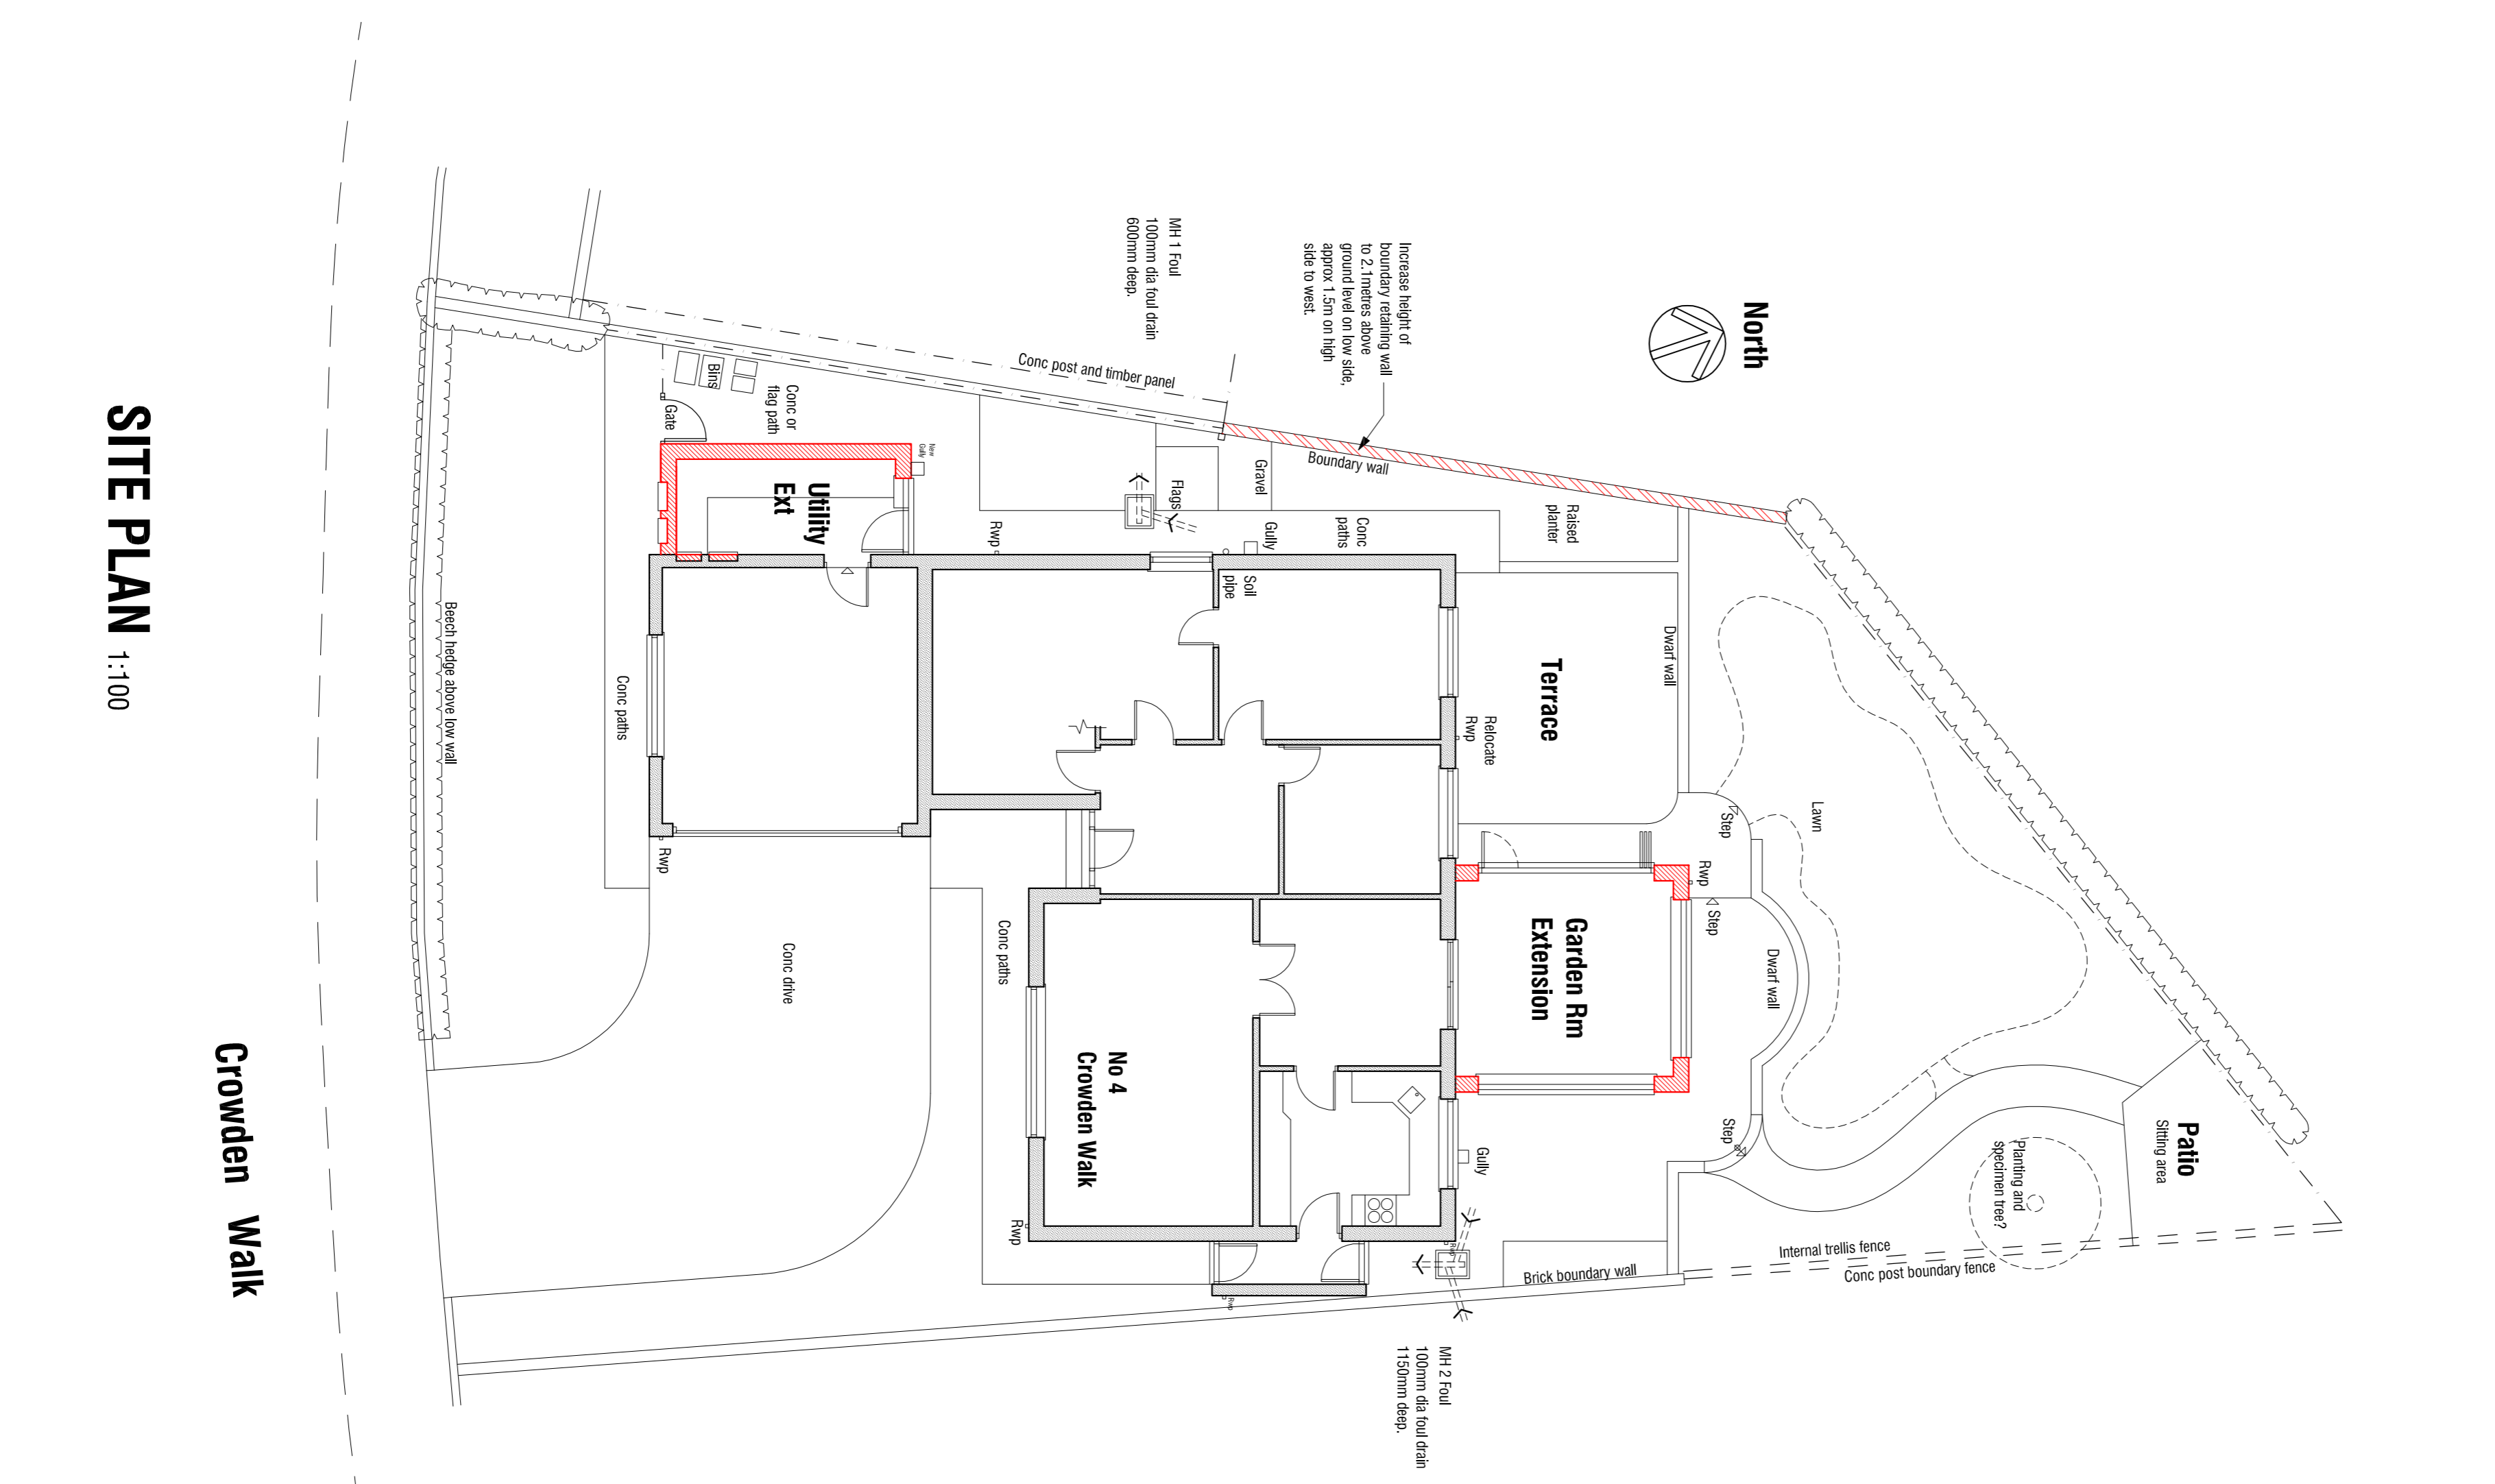 SITE PLAN 1:100
Crowden Walk
North
Increase height of
boundary retaining wall
to 2.1metres above
ground level on low side,
approx 1.5m on high
side to west.
MH 1 Foul
100mm dia foul drain
600mm deep.
Conc post and timber panel
Boundary wall
Bins
Gate
Conc or
flag path
New
Gully
Utility
Ext
Rwp
Flags
Gravel
Gully
Soil
pipe
Conc
paths
Raised
planter
Dwarf wall
Terrace
Relocate
Rwp
Lawn
Step
Rwp
Step
Dwarf wall
Garden Rm
Extension
Step
Gully
Patio
Sitting area
Planting and
specimen tree?
Internal trellis fence
Conc post boundary fence
Brick boundary wall
Beech hedge above low wall
Conc paths
Rwp
Conc drive
Conc paths
No 4
Crowden Walk
Rwp
Rwp
Rwp
MH 2 Foul
100mm dia foul drain
1150mm deep.